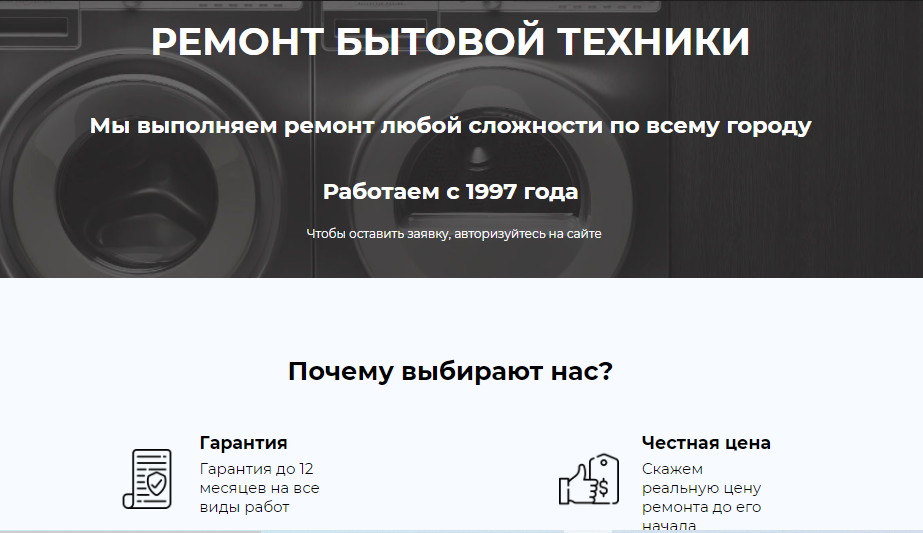 РЕМОНТ БЫТОВОЙ ТЕХНИКИ
Мы выполняем ремонт любой сложности по всему городу
Работаем с 1997 года
Чтобы оставить заявку, авторизуйтесь на сайте
Почему выбирают нас?
Гарантия
Гарантия до 12
месяцев на все
виды работ
Честная цена
Скажем
реальную цену
ремонта до его
начала